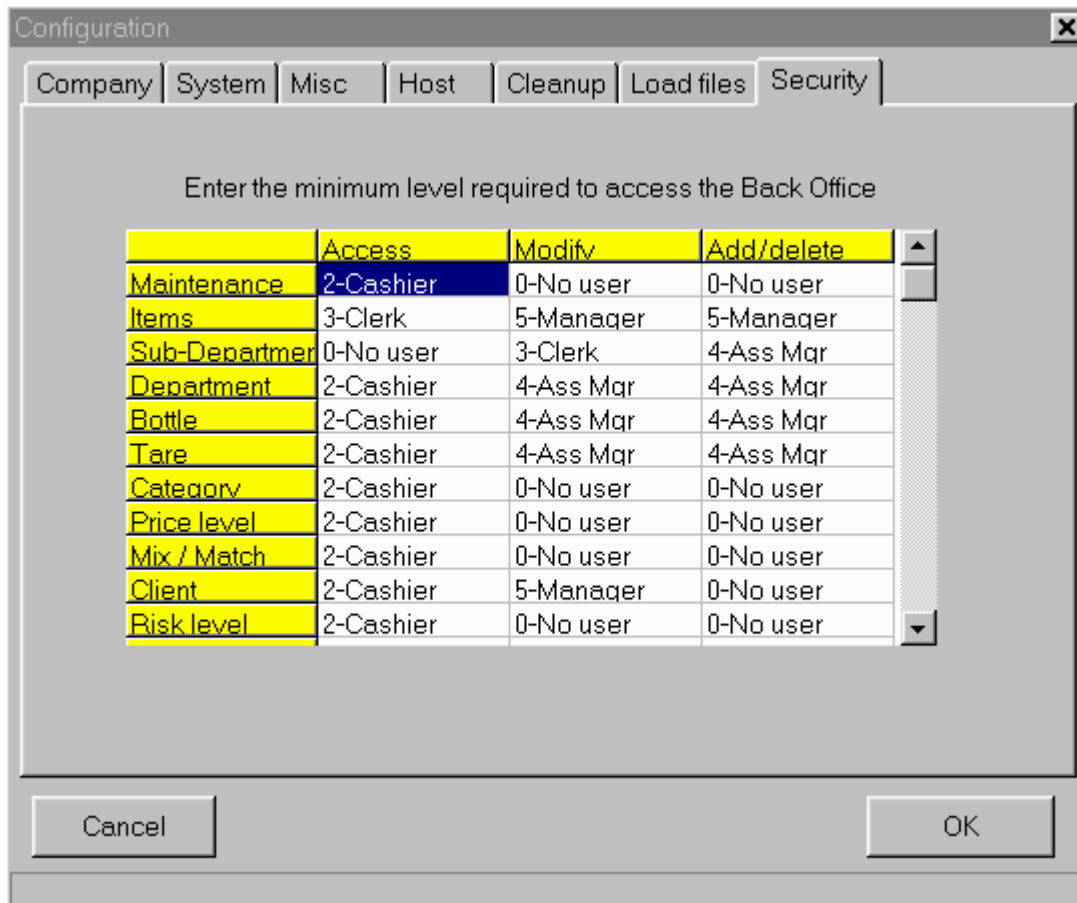 Configuration
Company System Misc Host Cleanup Load files Security
Enter the minimum level required to access the Back Office
Access Modify Add/delete
Maintenance 2-Cashier 0-No user 0-No user
Items 3-Clerk 5-Manager 5-Manager
Sub-Departmer 0-No user 3-Clerk 4-Ass Mgr
Department 2-Cashier 4-Ass Mgr 4-Ass Mgr
Bottle 2-Cashier 4-Ass Mgr 4-Ass Mgr
Tare 2-Cashier 4-Ass Mgr 4-Ass Mgr
Category 2-Cashier 0-No user 0-No user
Price level 2-Cashier 0-No user 0-No user
Mix / Match 2-Cashier 0-No user 0-No user
Client 2-Cashier 5-Manager 0-No user
Risk level 2-Cashier 0-No user 0-No user
Cancel OK